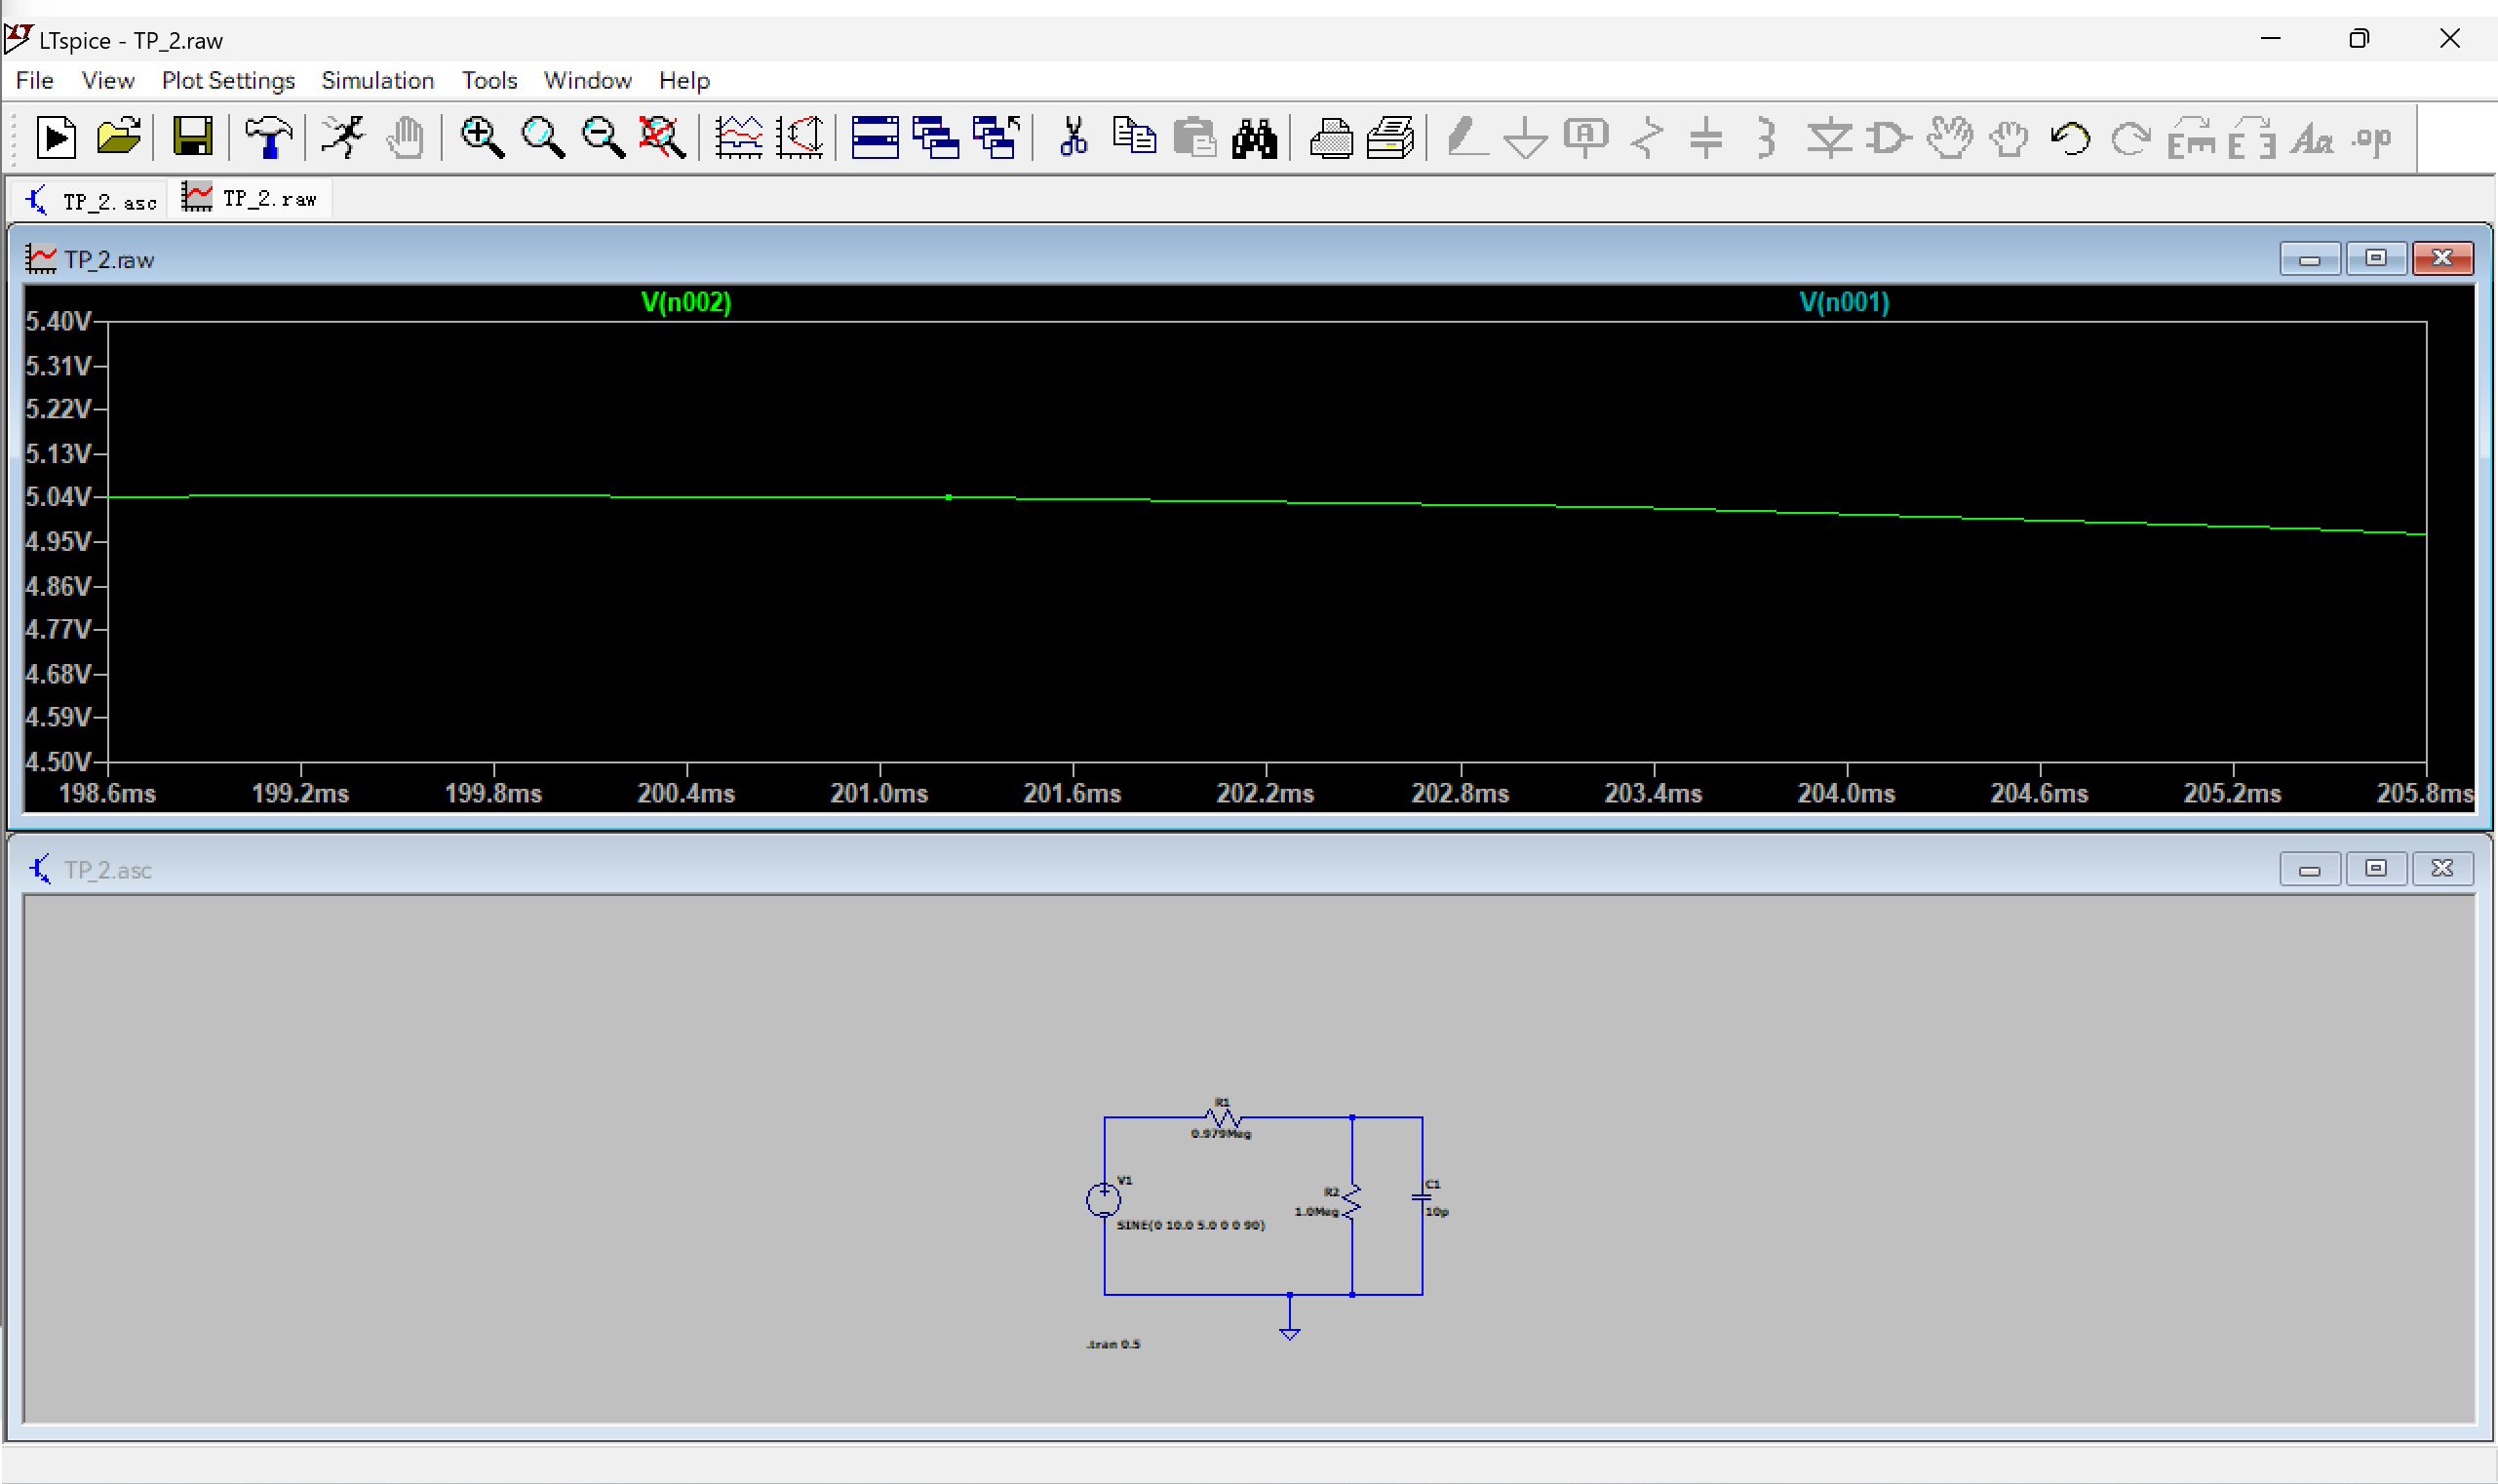 LTspice - TP_2.raw
File View Plot Settings Simulation Tools Window Help
TP_2.asc TP_2.raw
TP_2.raw
V(n002) V(n001)
5.40V
5.31V
5.22V
5.13V
5.04V
4.95V
4.86V
4.77V
4.68V
4.59V
4.50V
198.6ms 199.2ms 199.8ms 200.4ms 201.0ms 201.6ms 202.2ms 202.8ms 203.4ms 204.0ms 204.6ms 205.2ms 205.8ms
TP_2.asc
R1
0.979Meg
V1
SINE(0 10.0 5.0 0 0 90)
R2
1.0Meg
C1
10p
.tran 0.5